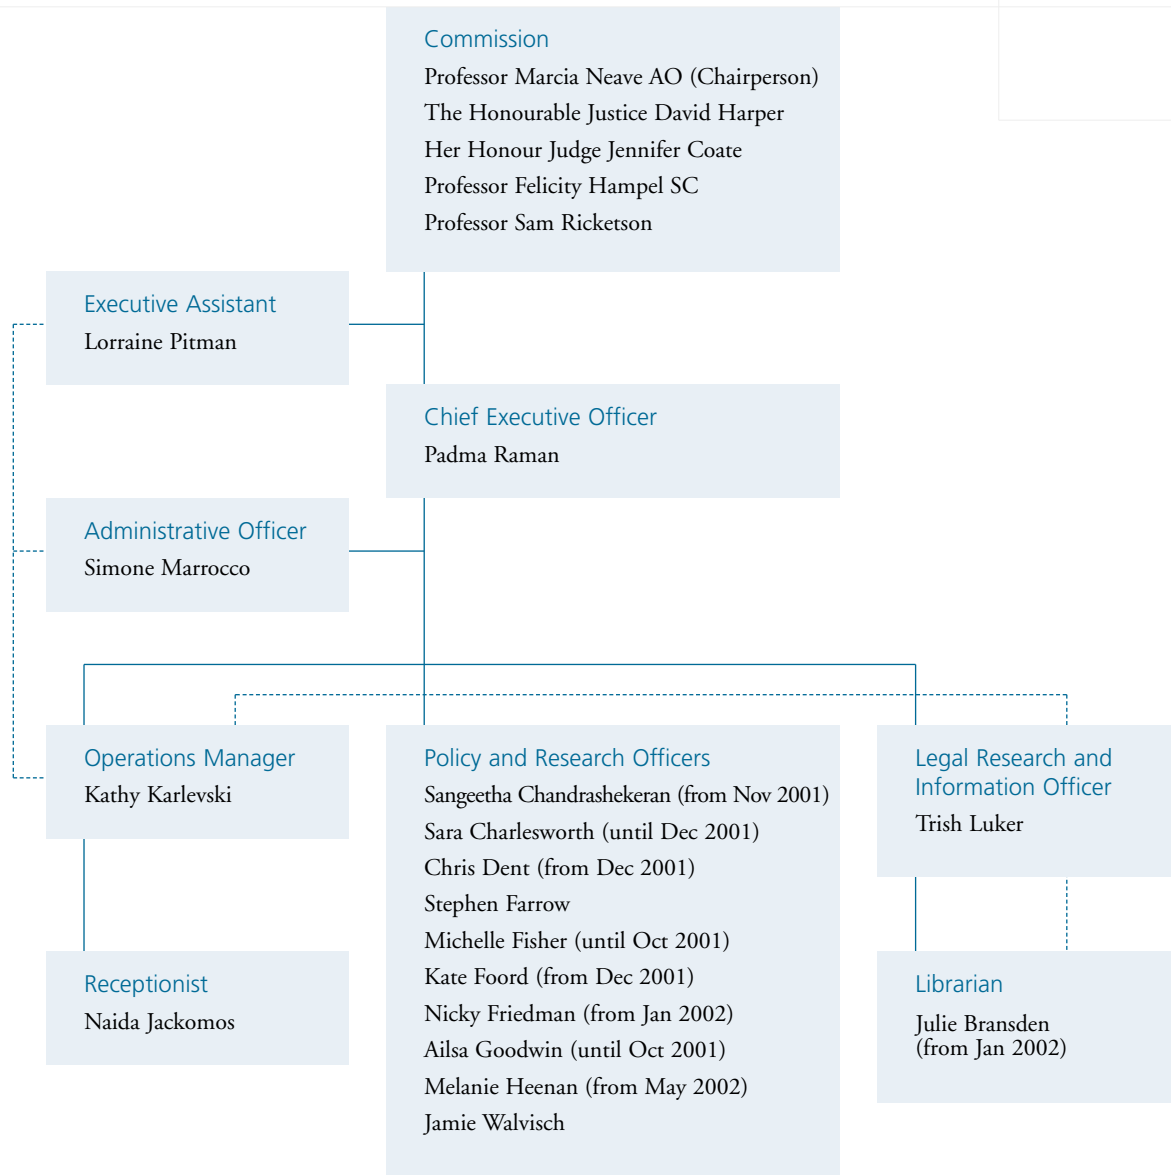 Commission
Professor Marcia Neave AO (Chairperson)
The Honourable Justice David Harper
Her Honour Judge Jennifer Coate
Professor Felicity Hampel SC
Professor Sam Ricketson
Executive Assistant
Lorraine Pitman
Chief Executive Officer
Padma Raman
Administrative Officer
Simone Marrocco
Operations Manager
Kathy Karlevski
Policy and Research Officers
Sangeetha Chandrashekeran (from Nov 2001)
Sara Charlesworth (until Dec 2001)
Chris Dent (from Dec 2001)
Stephen Farrow
Michelle Fisher (until Oct 2001)
Kate Foord (from Dec 2001)
Nicky Friedman (from Jan 2002)
Ailsa Goodwin (until Oct 2001)
Melanie Heenan (from May 2002)
Jamie Walvisch
Legal Research and
Information Officer
Trish Luker
Receptionist
Naida Jackomos
Librarian
Julie Bransden
(from Jan 2002)